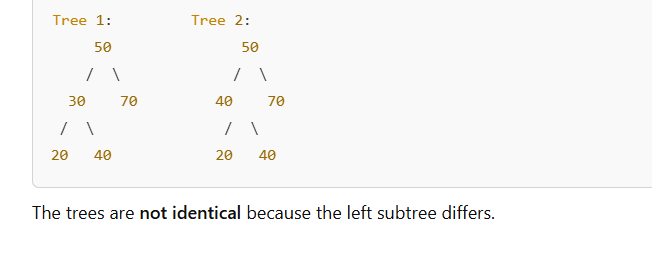 Tree 1:          Tree 2:
50               50
/ \              / \
30    70         40    70
/ \              / \
20   40          20   40
The trees are not identical because the left subtree differs.